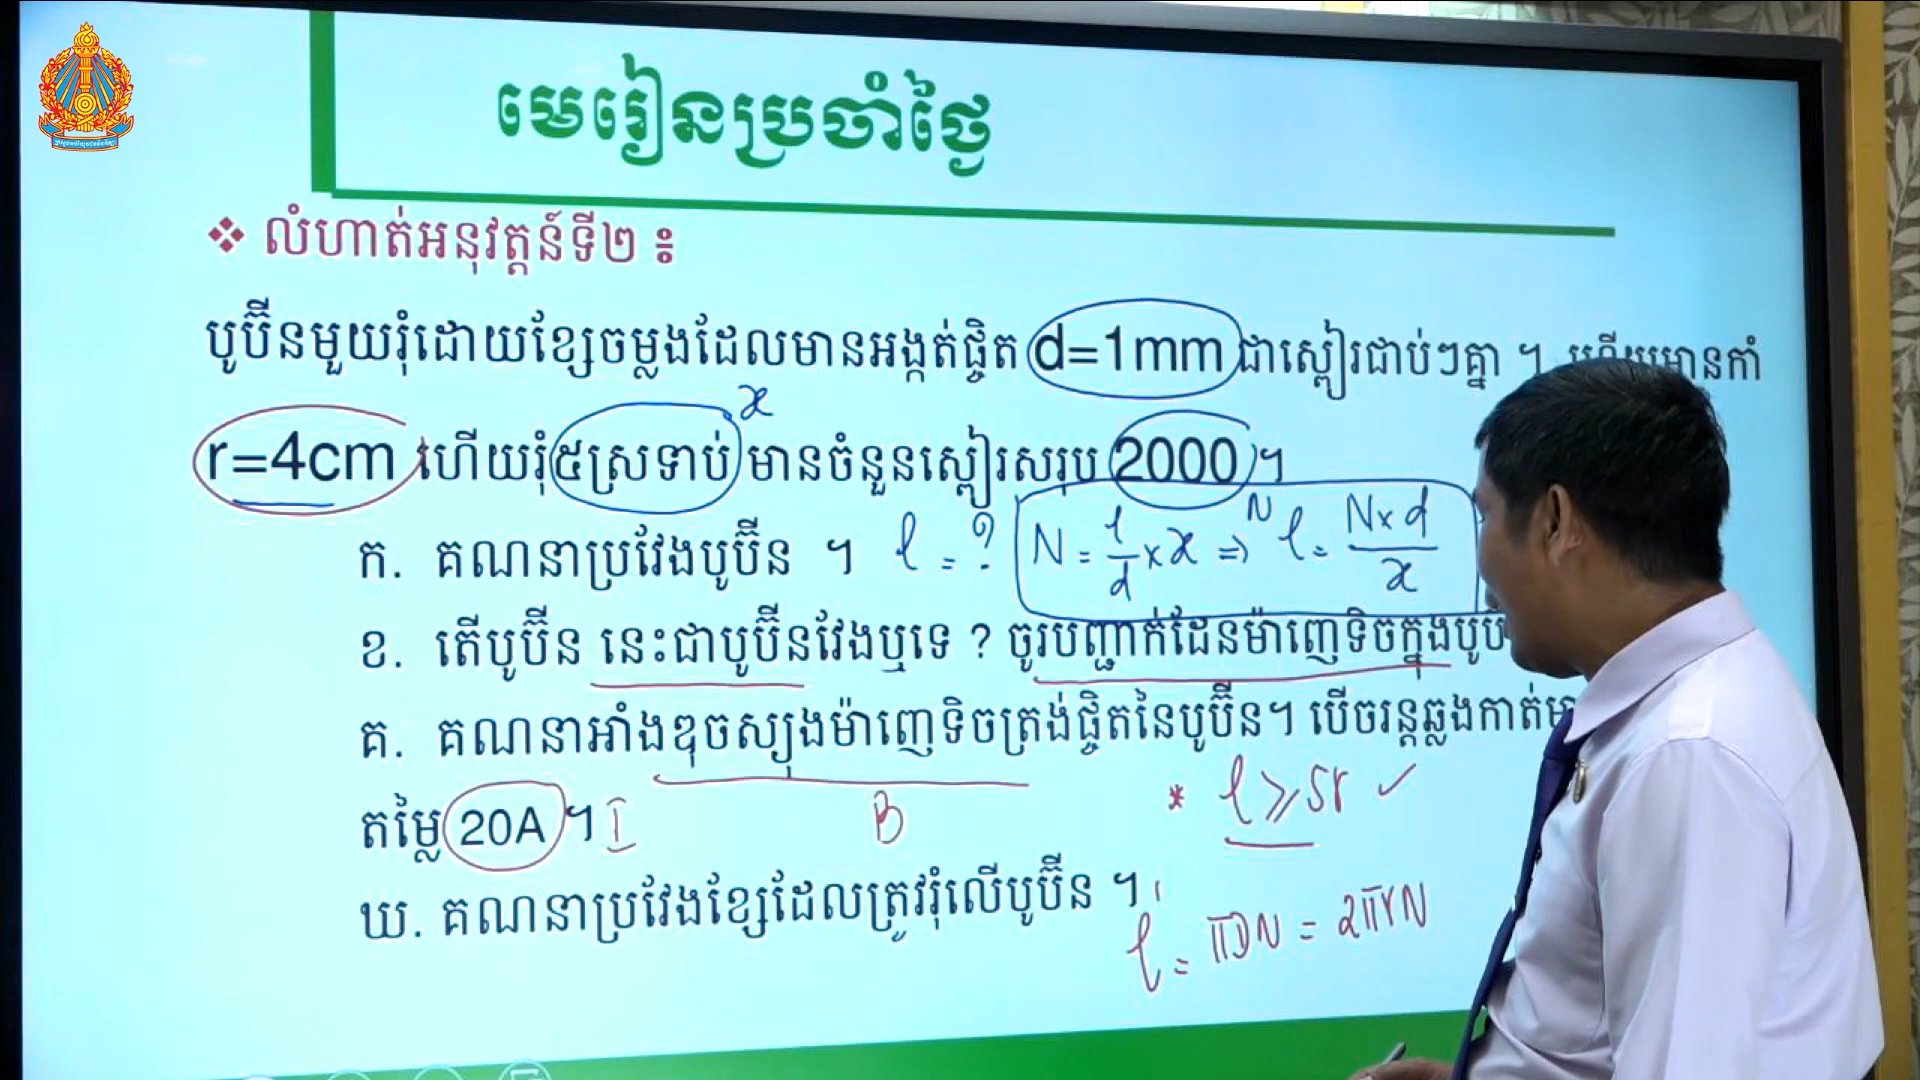 មេរៀនប្រចាំថ្ងៃ
❖ លំហាត់អនុវត្តន៍ទី២ ៖
បូប៊ីនមួយរុំដោយខ្សែចម្លងដែលមានអង្កត់ផ្ចិត d=1mm ជាស្ពៀរជាប់ៗគ្នា ។ ហើយមានកាំ
x
r=4cm ហើយរុំ៥ស្រទាប់ មានចំនួនស្ពៀរសរុប 2000 ។
N
ក. គណនាប្រវែងបូប៊ីន ។ l = ? N = l/d × x => l = N×d/x
ខ. តើបូប៊ីន នេះជាបូប៊ីនវែងឬទេ ? ចូរបញ្ជាក់ដែនម៉ាញេទិចក្នុង
គ. គណនាអាំងឌុចស្យុងម៉ាញេទិចត្រង់ផ្ចិតនៃបូប៊ីន។ បើចរន្តឆ្លងកាត់
* l ⩾ 5r ✓
តម្លៃ 20A ។ I B
ឃ. គណនាប្រវែងខ្សែដែលត្រូវរុំលើបូប៊ីន ។
l' = πDN = 2πrN